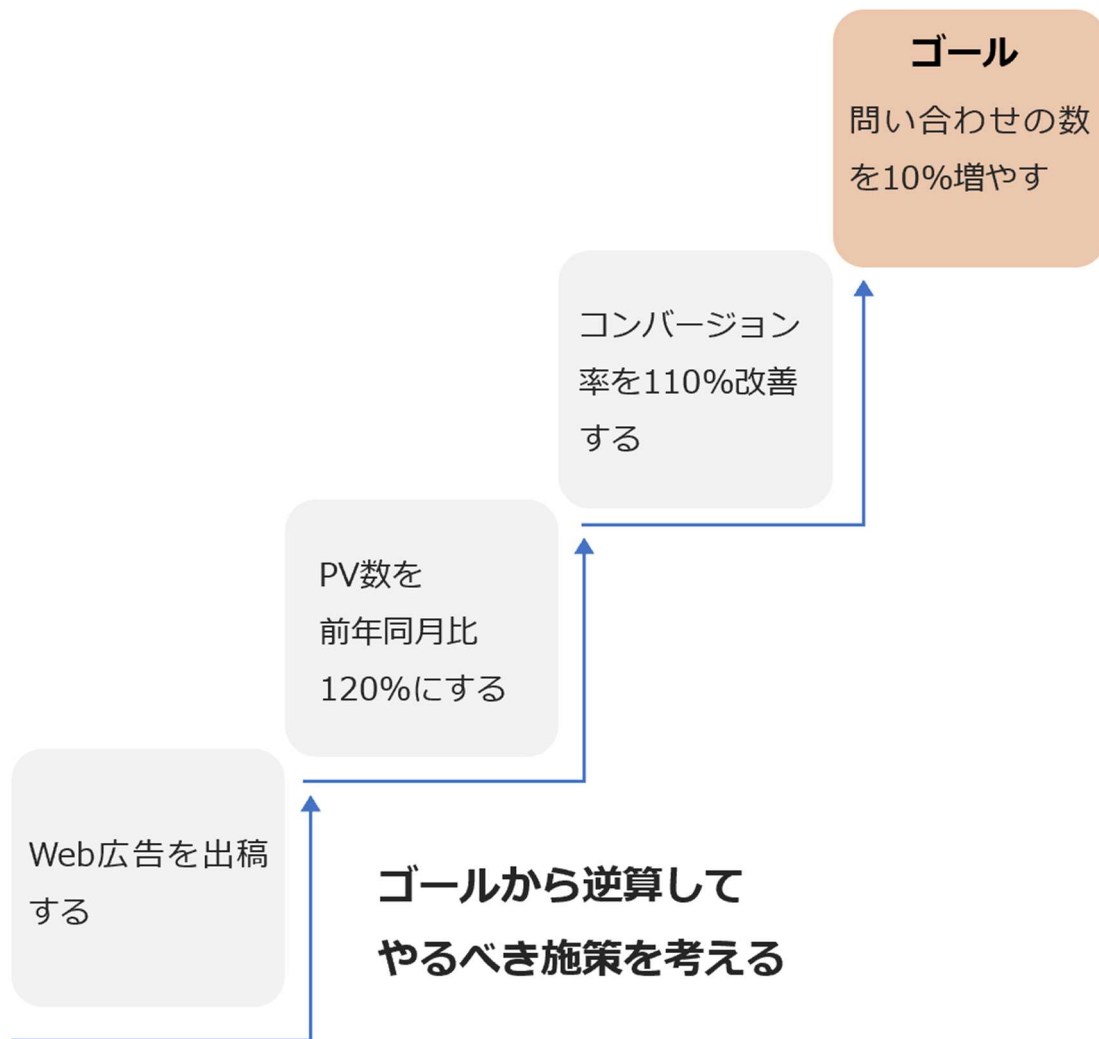 ゴール
問い合わせの数
を10%増やす
コンバージョン
率を110%改善
する
PV数を
前年同月比
120%にする
Web広告を出稿
する
ゴールから逆算して
やるべき施策を考える